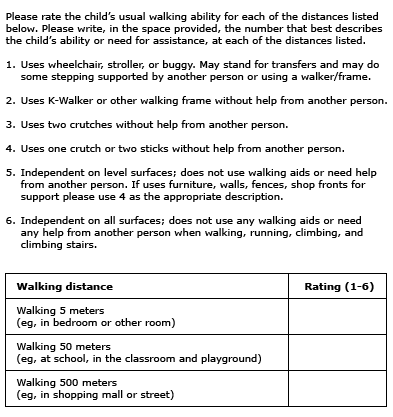 Please rate the child's usual walking ability for each of the distances listed
below. Please write, in the space provided, the number that best describes
the child's ability or need for assistance, at each of the distances listed.
1. Uses wheelchair, stroller, or buggy. May stand for transfers and may do
some stepping supported by another person or using a walker/frame.
2. Uses K-Walker or other walking frame without help from another person.
3. Uses two crutches without help from another person.
4. Uses one crutch or two sticks without help from another person.
5. Independent on level surfaces; does not use walking aids or need help
from another person. If uses furniture, walls, fences, shop fronts for
support please use 4 as the appropriate description.
6. Independent on all surfaces; does not use any walking aids or need
any help from another person when walking, running, climbing, and
climbing stairs.
Walking distance Rating (1-6)
Walking 5 meters
(eg, in bedroom or other room)
Walking 50 meters
(eg, at school, in the classroom and playground)
Walking 500 meters
(eg, in shopping mall or street)